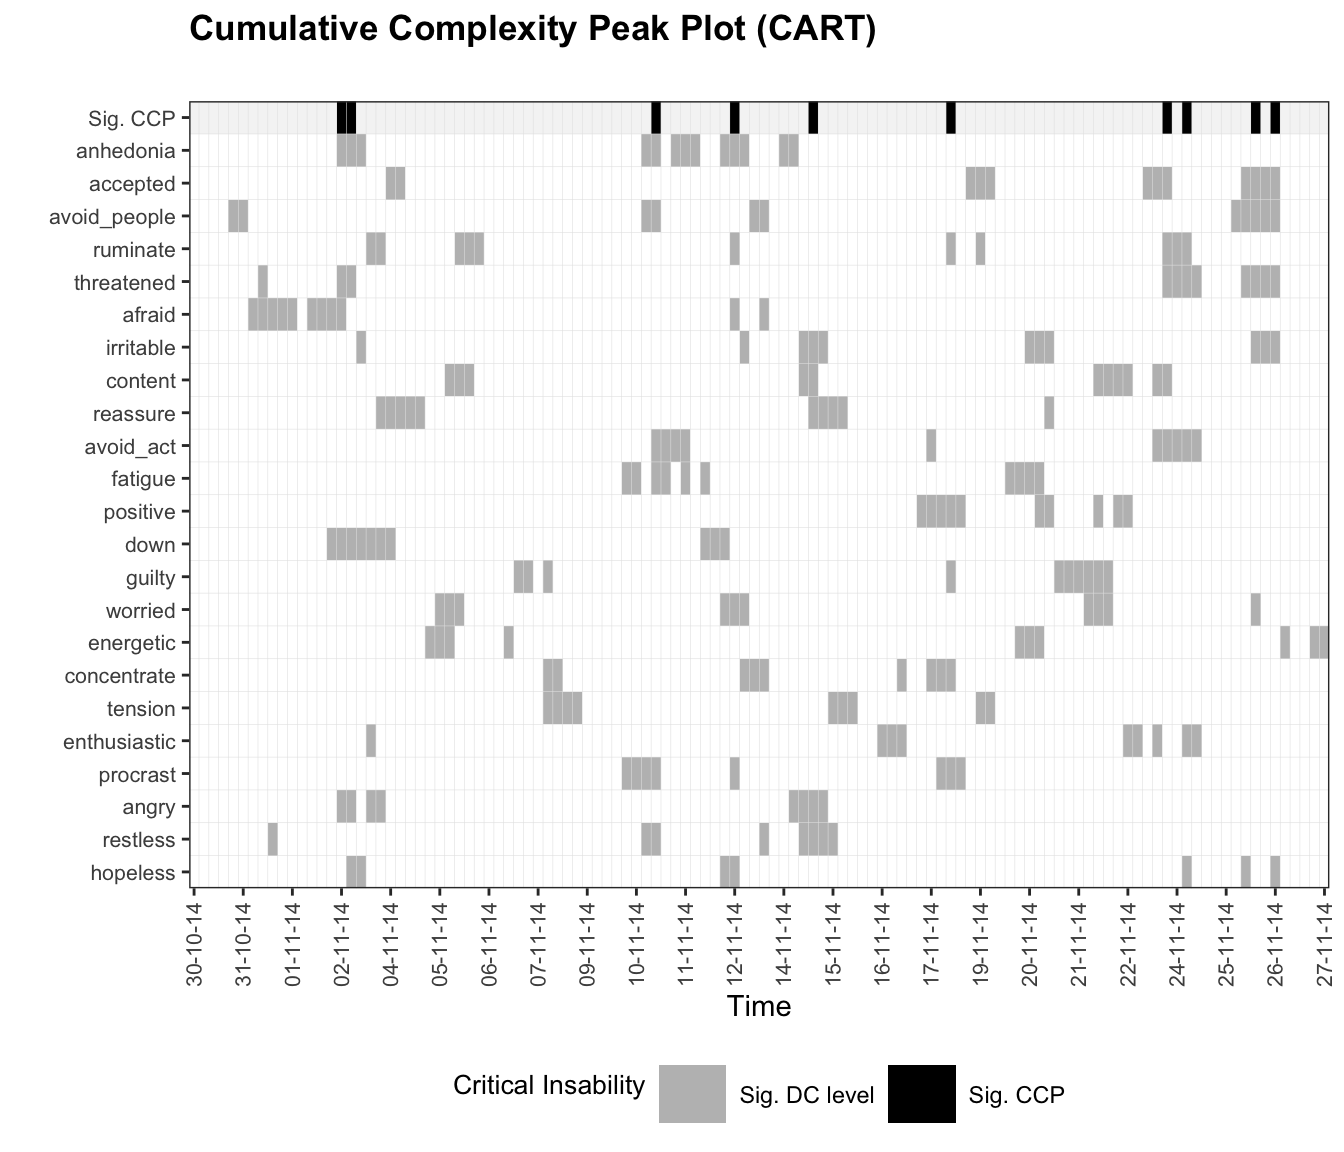 Cumulative Complexity Peak Plot (CART)
Sig. CCP
anhedonia
accepted
avoid_people
ruminate
threatened
afraid
irritable
content
reassure
avoid_act
fatigue
positive
down
guilty
worried
energetic
concentrate
tension
enthusiastic
procrast
angry
restless
hopeless
30-10-14
31-10-14
01-11-14
02-11-14
04-11-14
05-11-14
06-11-14
07-11-14
09-11-14
10-11-14
11-11-14
12-11-14
14-11-14
15-11-14
16-11-14
17-11-14
19-11-14
20-11-14
21-11-14
22-11-14
24-11-14
25-11-14
26-11-14
27-11-14
Time
Critical Insability Sig. DC level Sig. CCP